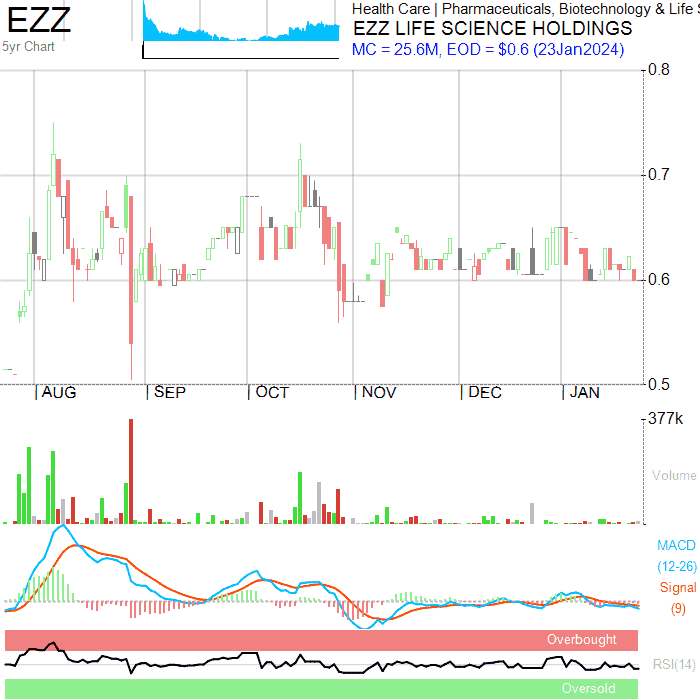 EZZ
5yr Chart
Health Care | Pharmaceuticals, Biotechnology & Life S
EZZ LIFE SCIENCE HOLDINGS
MC = 25.6M, EOD = $0.6 (23Jan2024)
0.8
0.7
0.6
0.5
| AUG | SEP | OCT | NOV | DEC | JAN
377k
Volume
MACD
(12-26)
Signal
(9)
Overbought
RSI(14)
Oversold